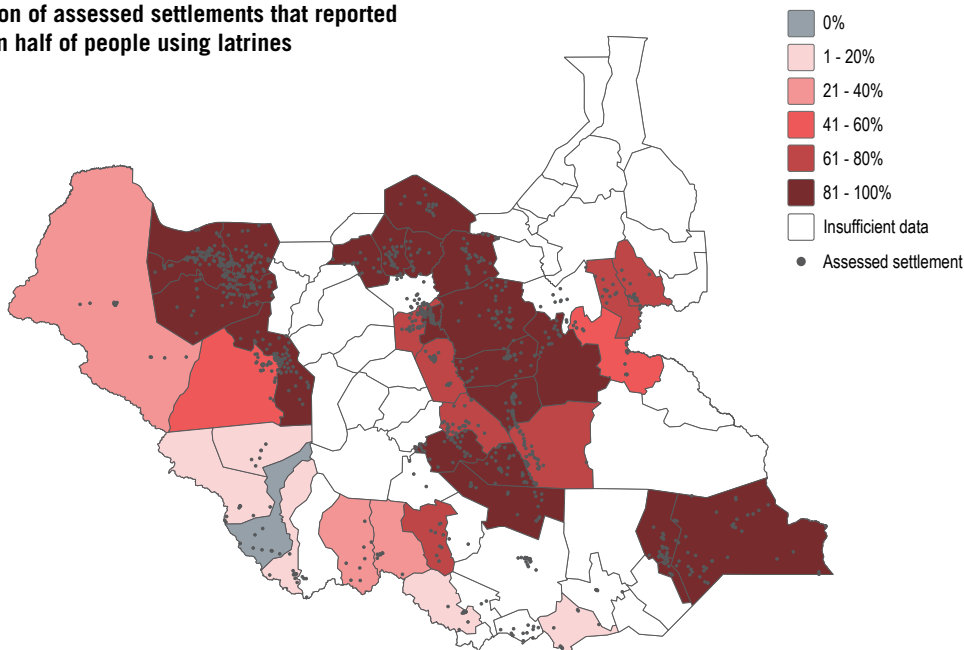 on of assessed settlements that reported
n half of people using latrines
0%
1 - 20%
21 - 40%
41 - 60%
61 - 80%
81 - 100%
Insufficient data
Assessed settlement